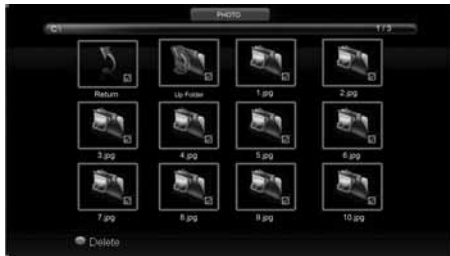 PHOTO
C:\ 1 / 3
Return Up Folder 1.jpg 2.jpg
3.jpg 4.jpg 5.jpg 6.jpg
7.jpg 8.jpg 9.jpg 10.jpg
Delete